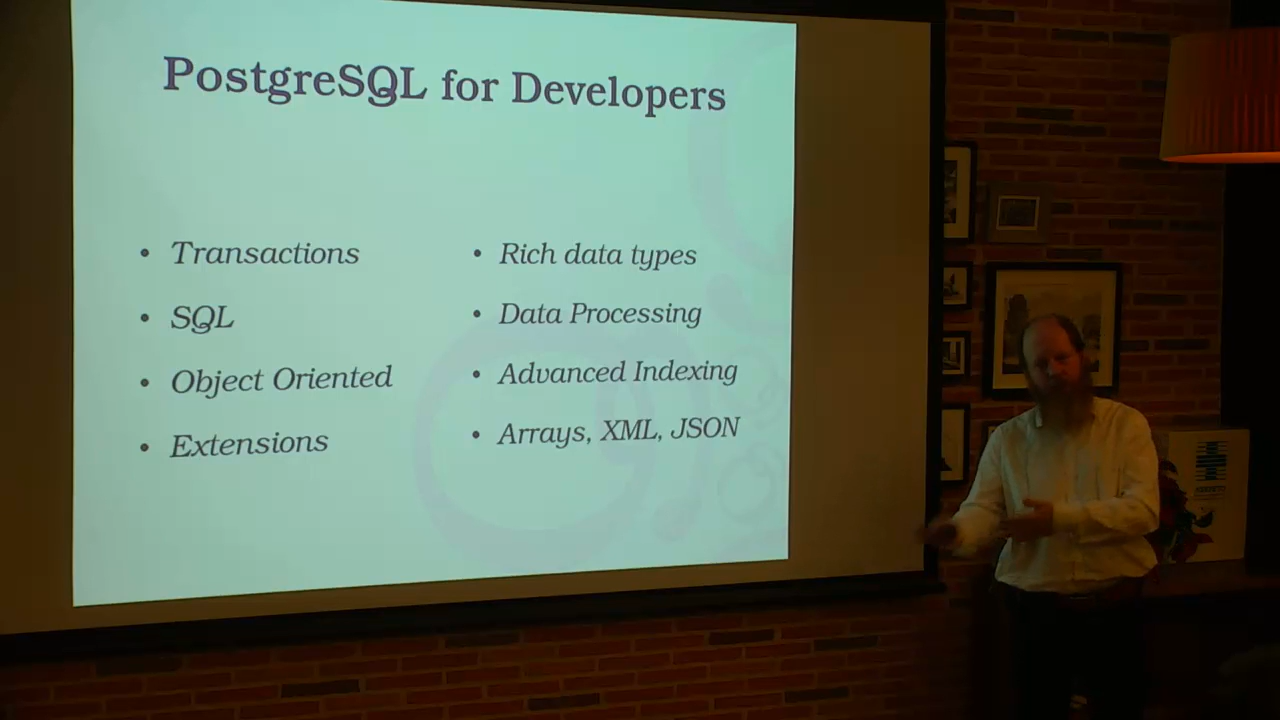 PostgreSQL for Developers
• Transactions
• SQL
• Object Oriented
• Extensions
• Rich data types
• Data Processing
• Advanced Indexing
• Arrays, XML, JSON